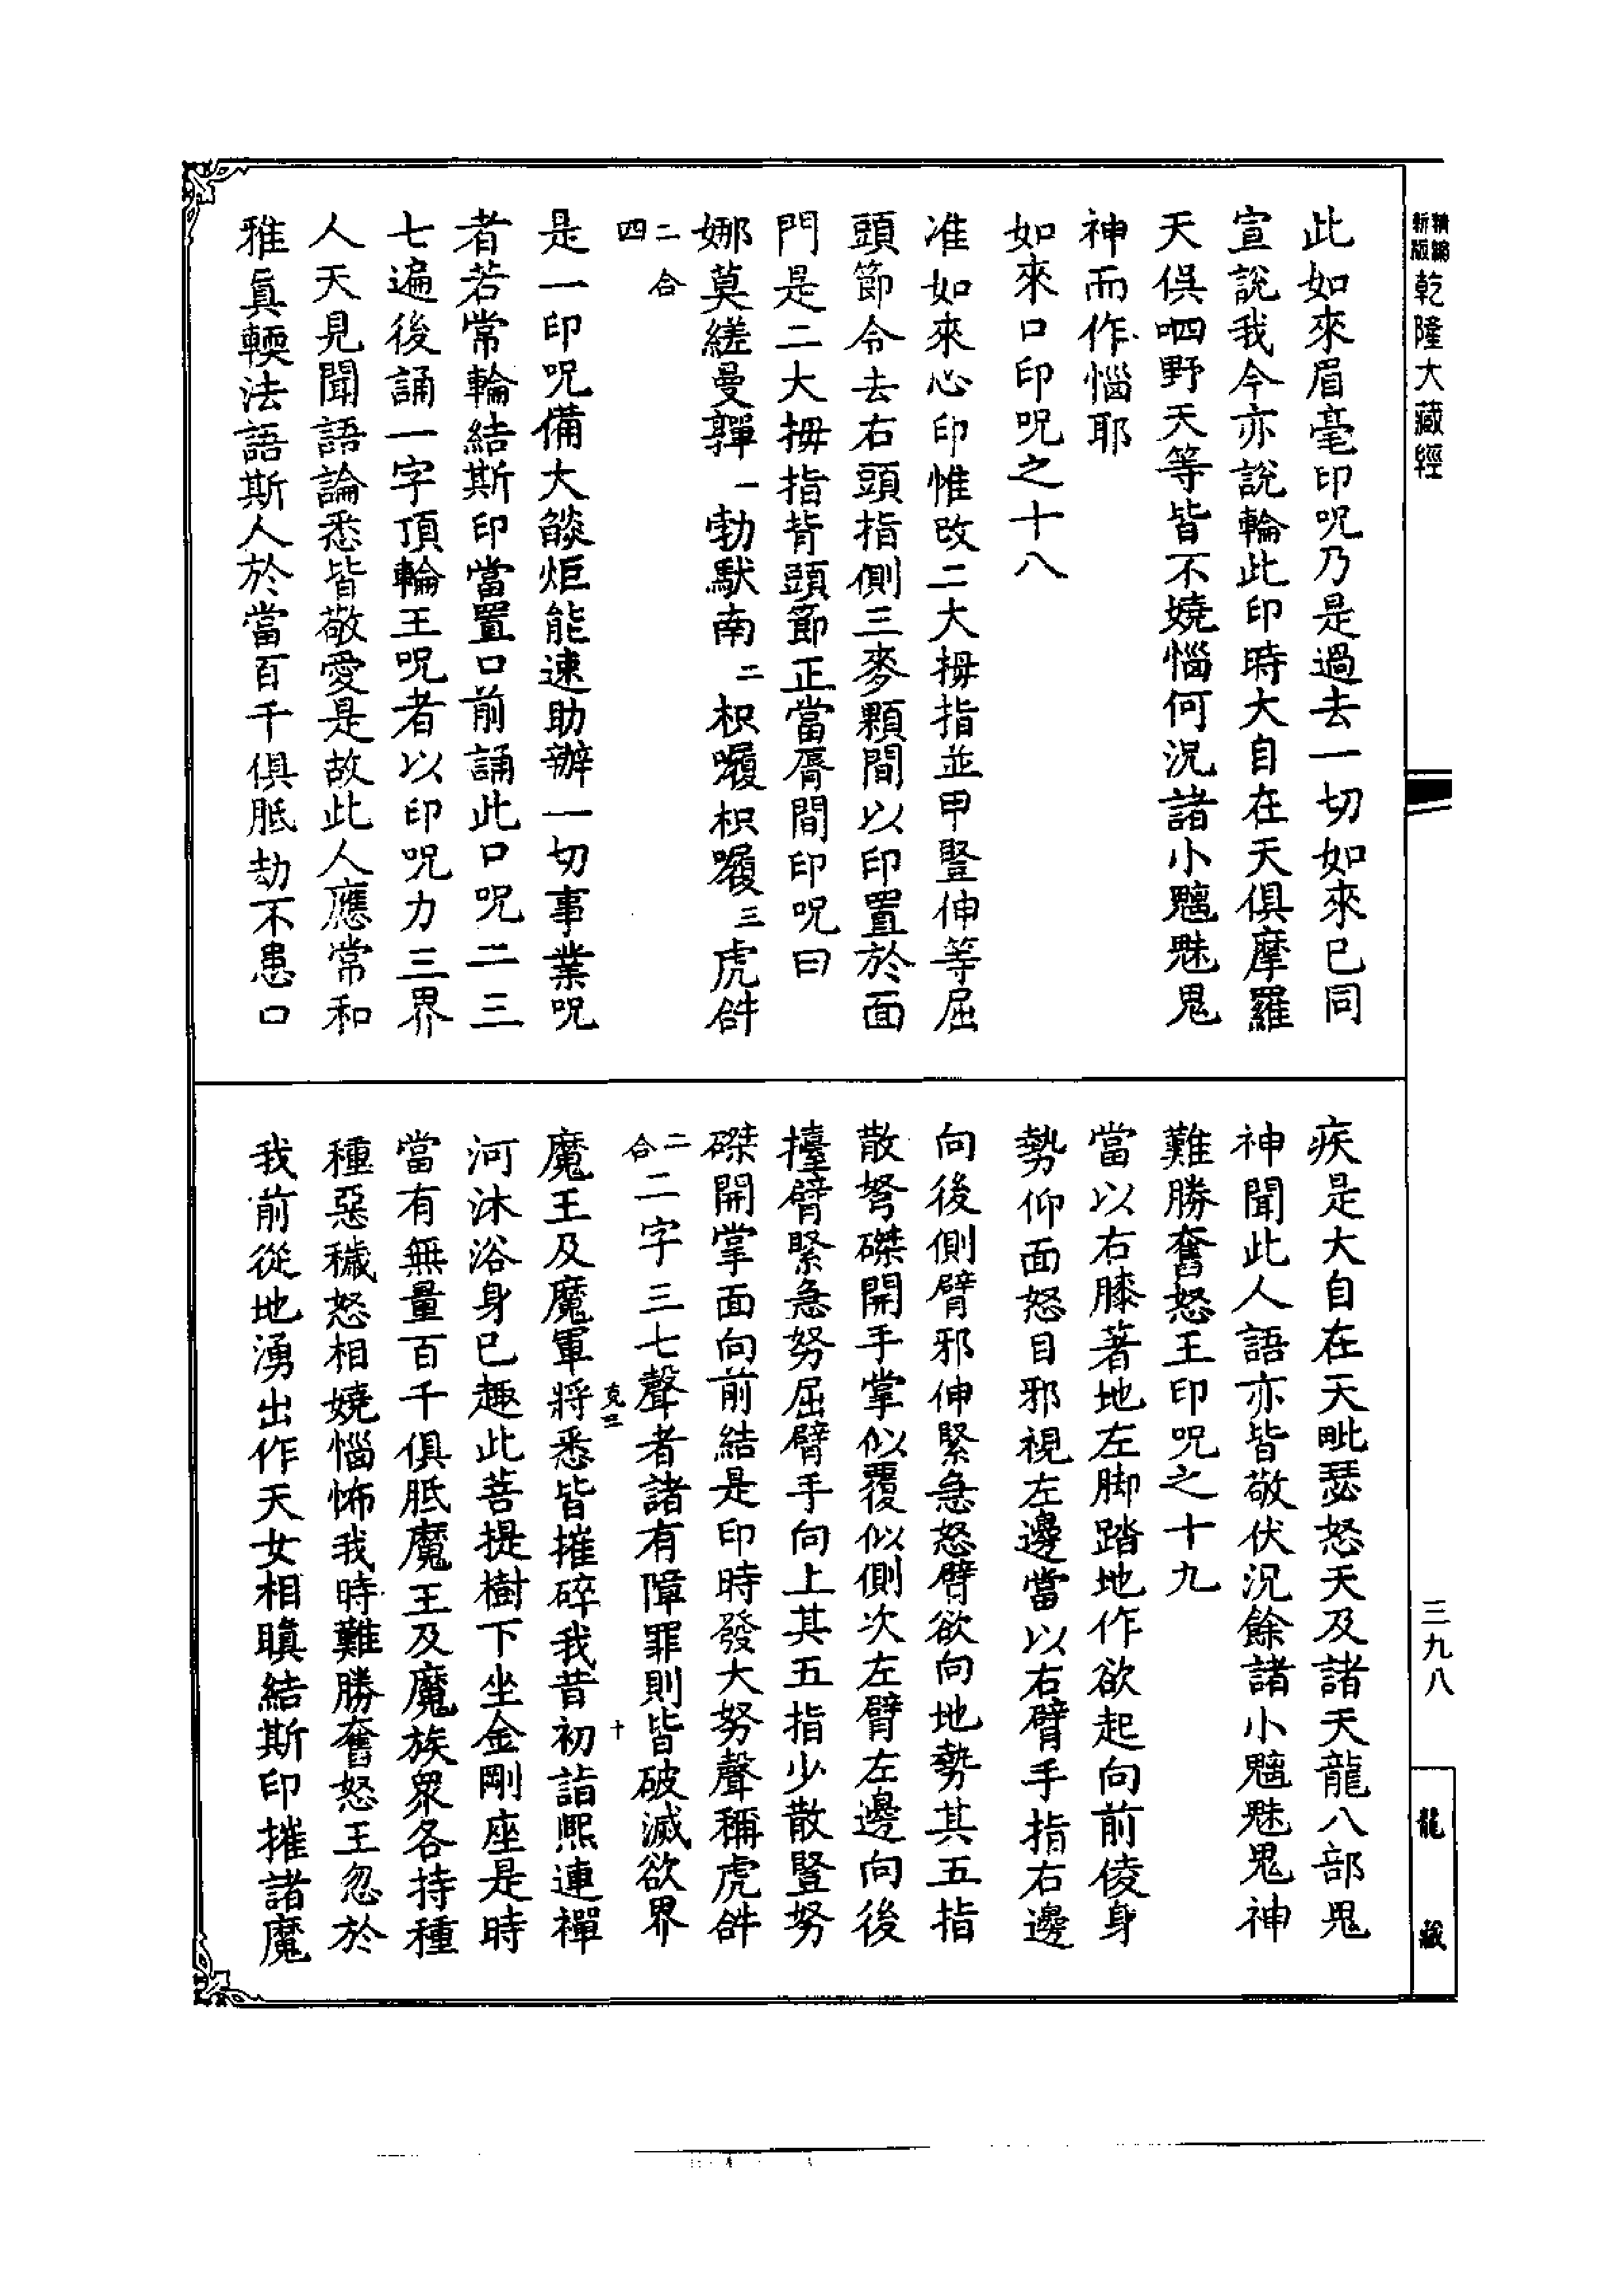 精縮新版 乾隆大藏經
三九八
龍藏
此如來眉毫印呪乃是過去一切如來已同
宣說我今亦說輪此印時大自在天俱摩羅
天俱呬野天等皆不嬈惱何況諸小魑魅鬼
神而作惱耶
如來口印呪之十八
准如來心印惟改二大拇指並甲豎伸等屈
頭節令去右頭指側三麥顆間以印置於面
門是二大拇指背頭節正當脣間印呪曰
娜莫縒曼嚲一勃馱南二枳囉枳囉三虎𤙖
二合四
是一印呪備大燄炬能速助辦一切事業呪
者若常輪結斯印當置口前誦此口呪二三
七遍後誦一字頂輪王呪者以印呪力三界
人天見聞語論悉皆敬愛是故此人應常和
雅眞輭法語斯人於當百千俱胝劫不患口
疾是大自在天毗瑟怒天及諸天龍八部鬼
神聞此人語亦皆敬伏況餘諸小魑魅鬼神
難勝奮怒王印呪之十九
當以右膝著地左脚踏地作欲起向前倰身
勢仰面怒目邪視左邊當以右臂手指右邊
向後側臂邪伸緊急怒臂欲向地勢其五指
散弩磔開手掌似覆似側次左臂左邊向後
擡臂緊急努屈臂手向上其五指少散豎努
磔開掌面向前結是印時發大努聲稱虎𤙖
二合二字三七聲者諸有障罪則皆破滅欲界
魔王及魔軍將悉皆摧碎我昔初詣熈連禪
克三
十
河沐浴身已趣此菩提樹下坐金剛座是時
當有無量百千俱胝魔王及魔族衆各持種
種惡穢怒相嬈惱怖我時難勝奮怒王忽於
我前從地湧出作天女相瞋結斯印摧諸魔